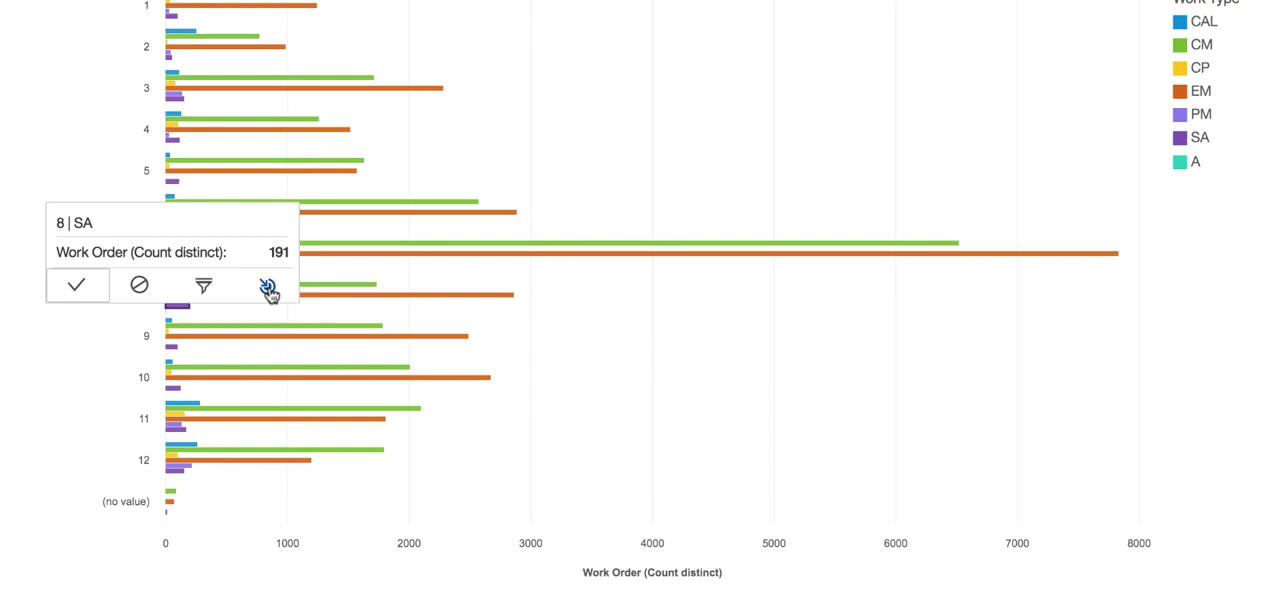 Work Type
CAL
CM
CP
EM
PM
SA
A
1
2
3
4
5
8 | SA
Work Order (Count distinct): 191
9
10
11
12
(no value)
0 1000 2000 3000 4000 5000 6000 7000 8000
Work Order (Count distinct)